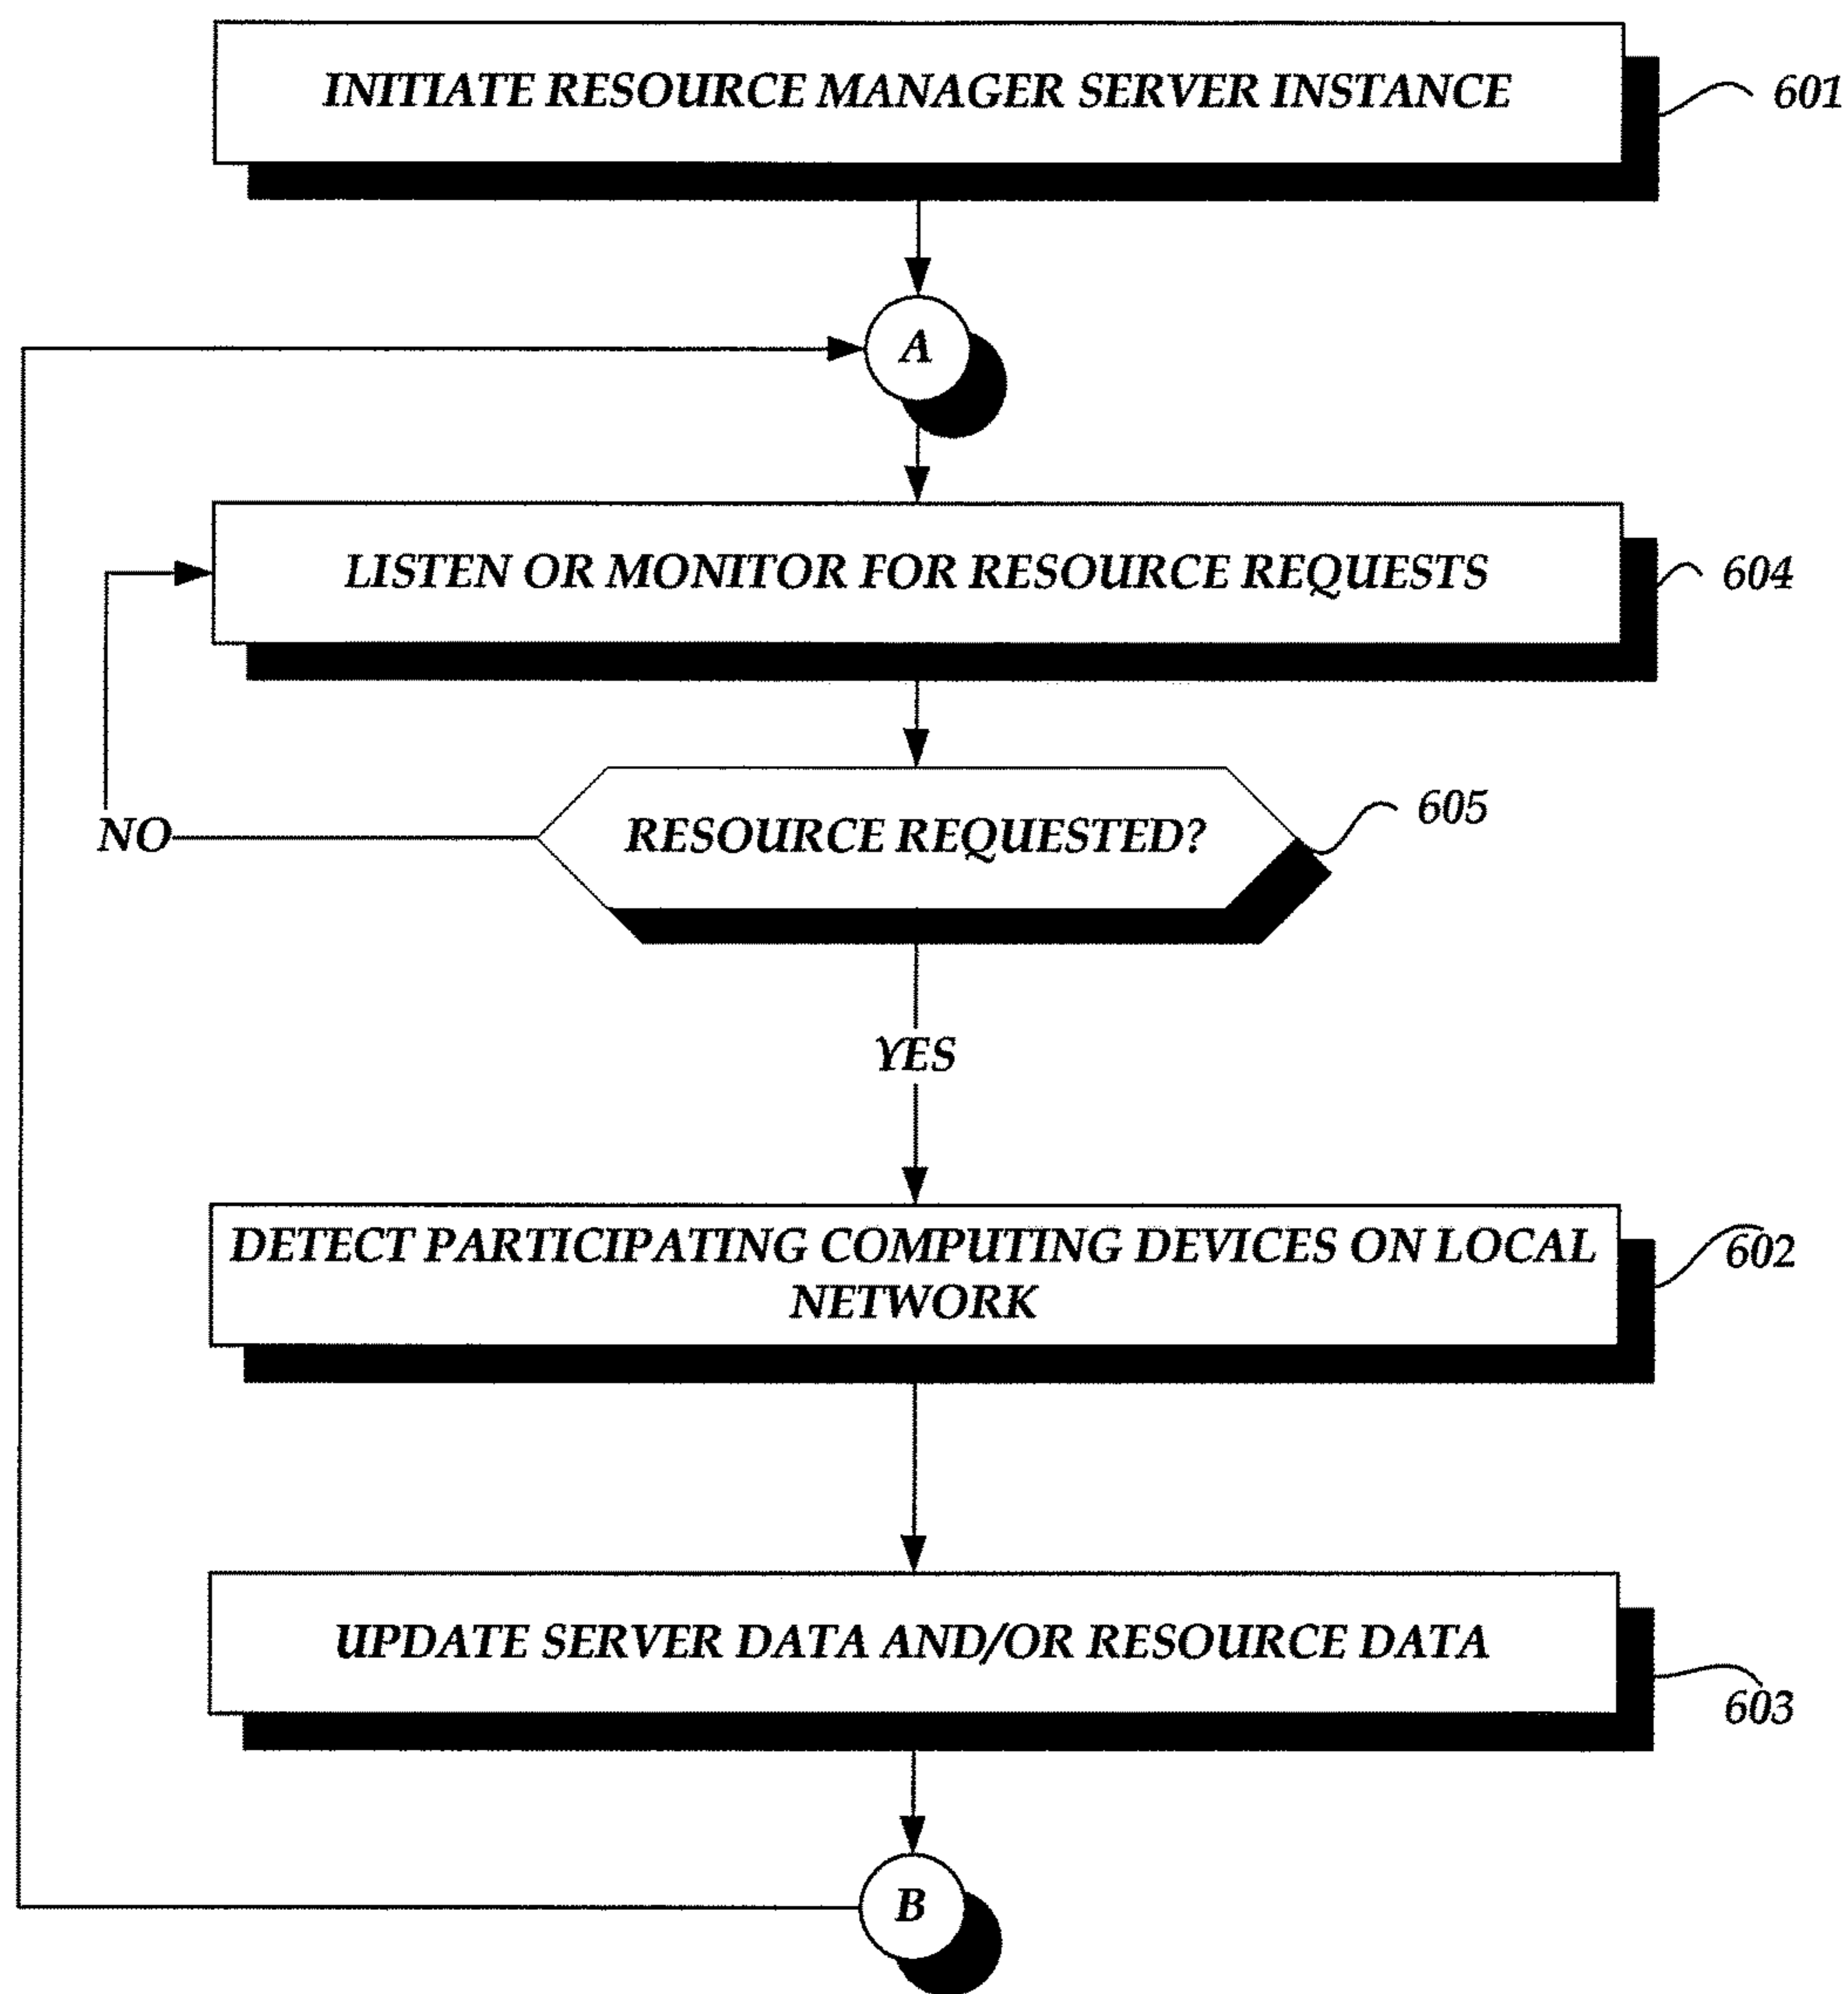 INITIATE RESOURCE MANAGER SERVER INSTANCE
601
A
LISTEN OR MONITOR FOR RESOURCE REQUESTS
604
RESOURCE REQUESTED?
605
NO
YES
DETECT PARTICIPATING COMPUTING DEVICES ON LOCAL
NETWORK
602
UPDATE SERVER DATA AND/OR RESOURCE DATA
603
B